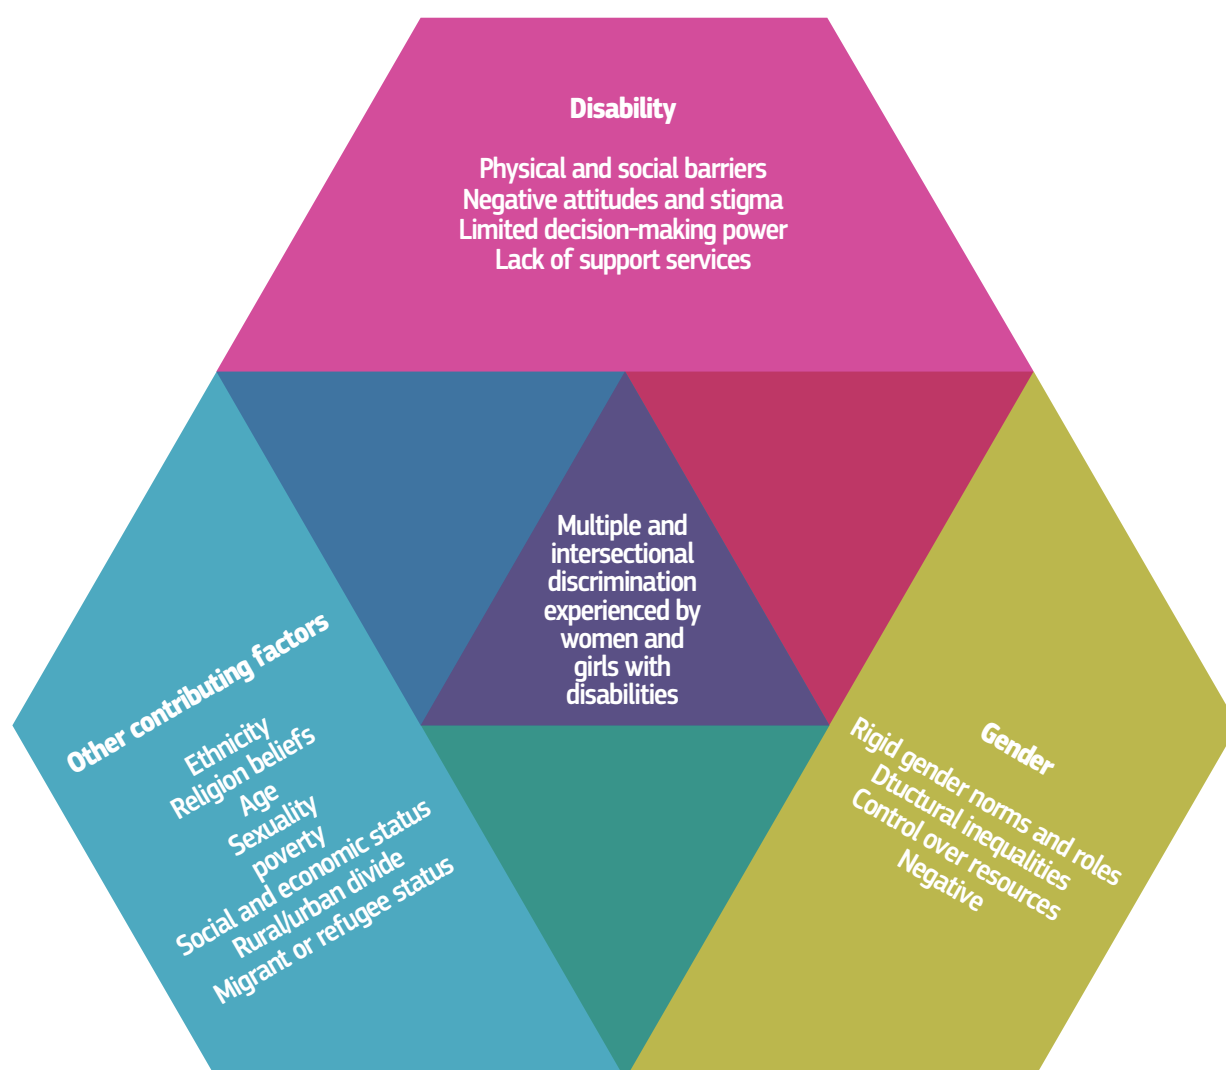 Disability
Physical and social barriers
Negative attitudes and stigma
Limited decision-making power
Lack of support services
Multiple and
intersectional
discrimination
experienced by
women and
girls with
disabilities
Other contributing factors
Ethnicity
Religion beliefs
Age
Sexuality
poverty
Social and economic status
Rural/urban divide
Migrant or refugee status
Gender
Rigid gender norms and roles
Dtuctural inequalities
Control over resources
Negative